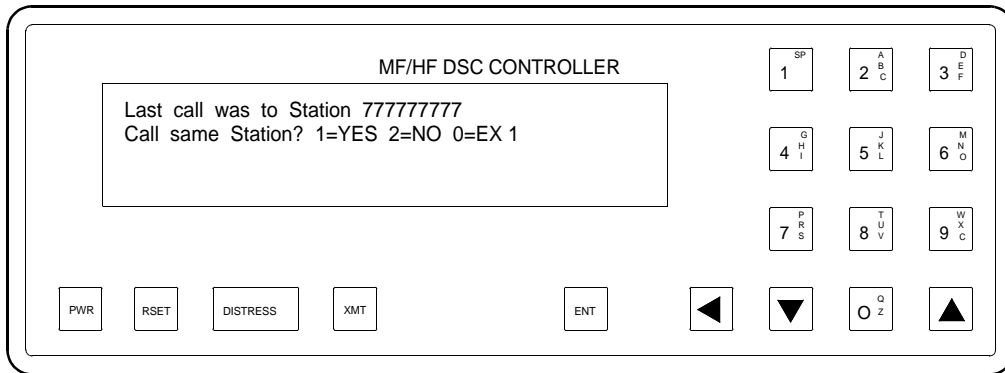 MF/HF DSC CONTROLLER
Last call was to Station 777777777
Call same Station? 1=YES 2=NO 0=EX 1
1 SP
2 A B C
3 D E F
4 G H I
5 J K L
6 M N O
7 P R S
8 T U V
9 W X C
PWR RSET DISTRESS XMT ENT O Q Z